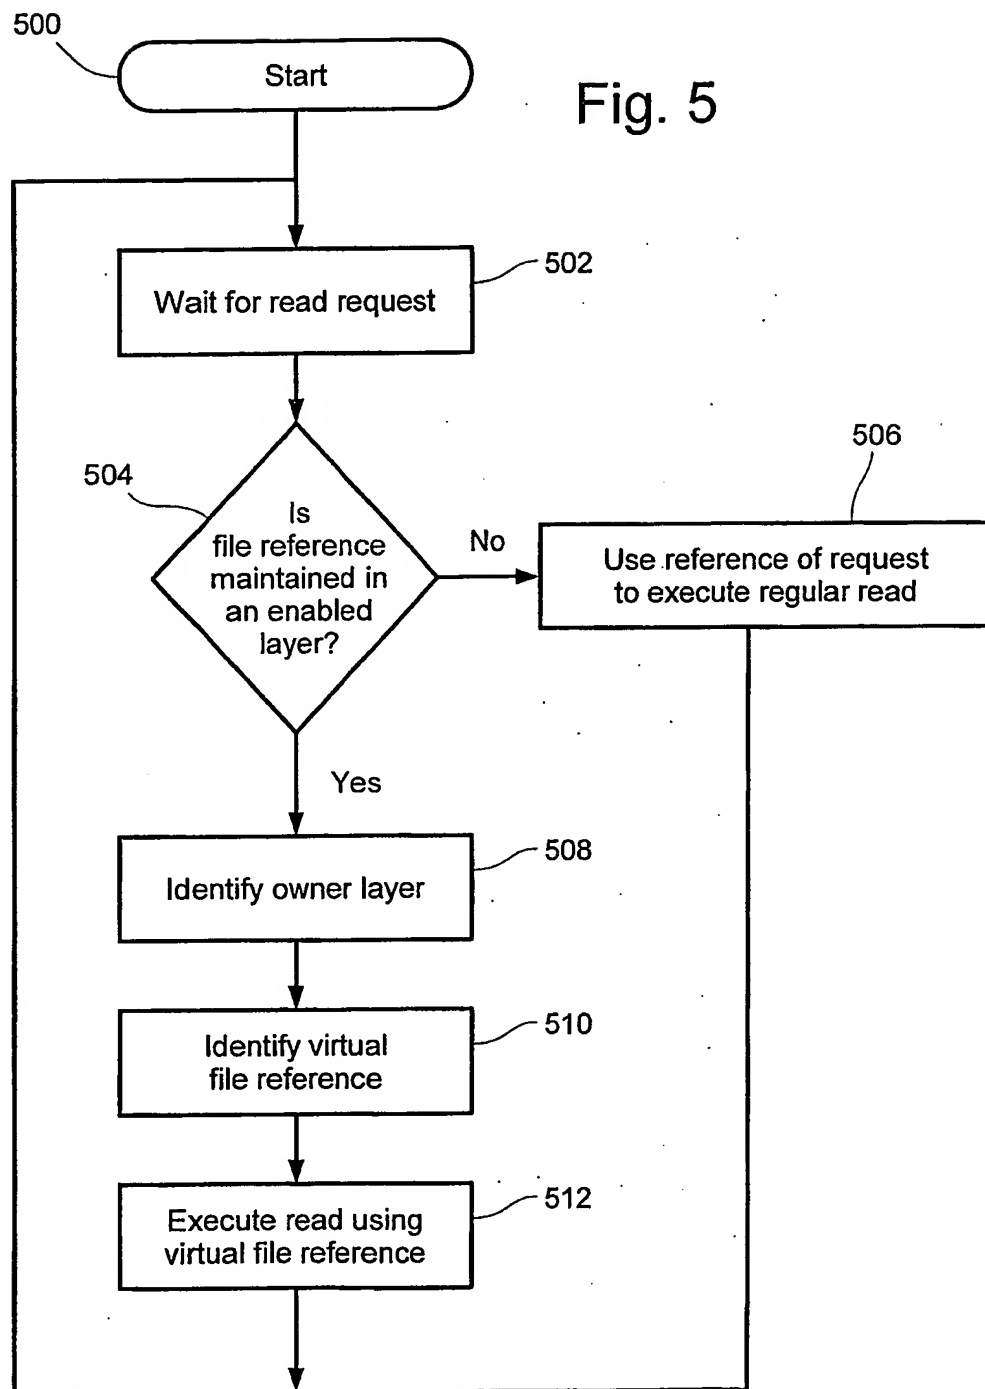 500
Start
Fig. 5
502
Wait for read request
504
Is
file reference
maintained in
an enabled
layer?
No
506
Use reference of request
to execute regular read
Yes
508
Identify owner layer
510
Identify virtual
file reference
512
Execute read using
virtual file reference